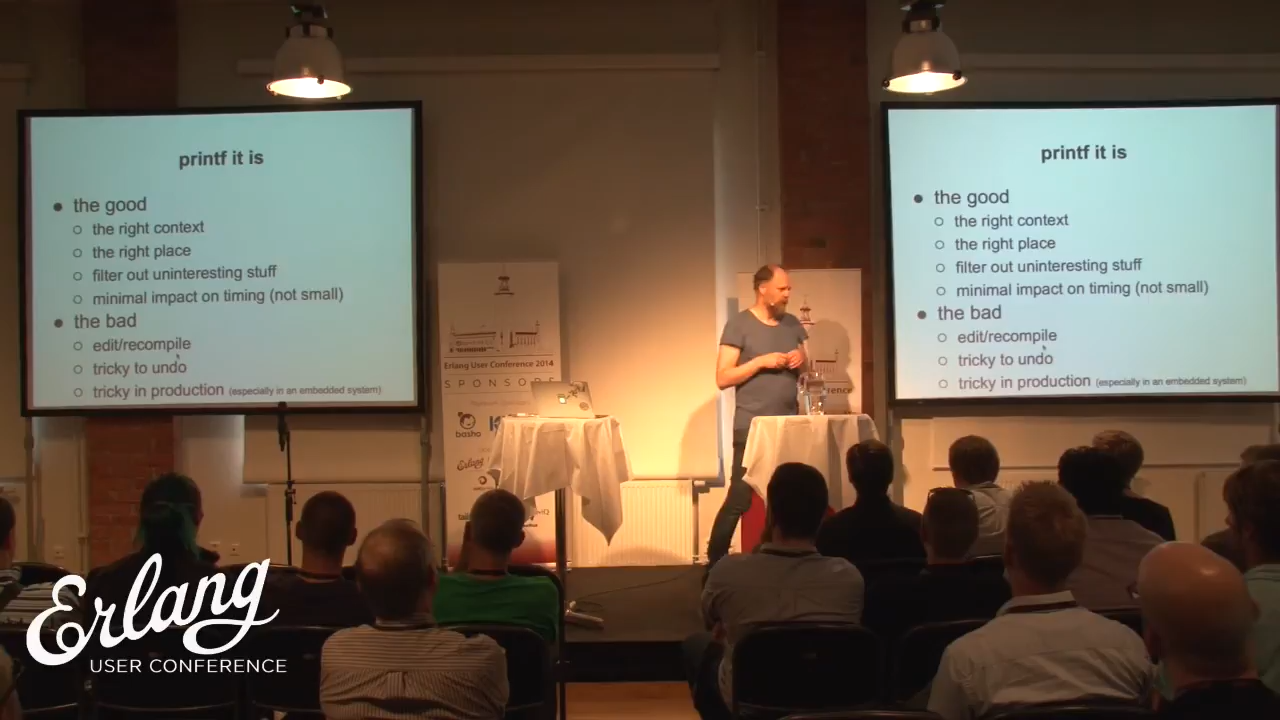 printf it is
the good
the right context
the right place
filter out uninteresting stuff
minimal impact on timing (not small)
the bad
edit/recompile
tricky to undo
tricky in production (especially in an embedded system)
printf it is
the good
the right context
the right place
filter out uninteresting stuff
minimal impact on timing (not small)
the bad
edit/recompile
tricky to undo
tricky in production (especially in an embedded system)
Erlang User Conference 2014
SPONSORS
basho
Erlang
Erlang
USER CONFERENCE